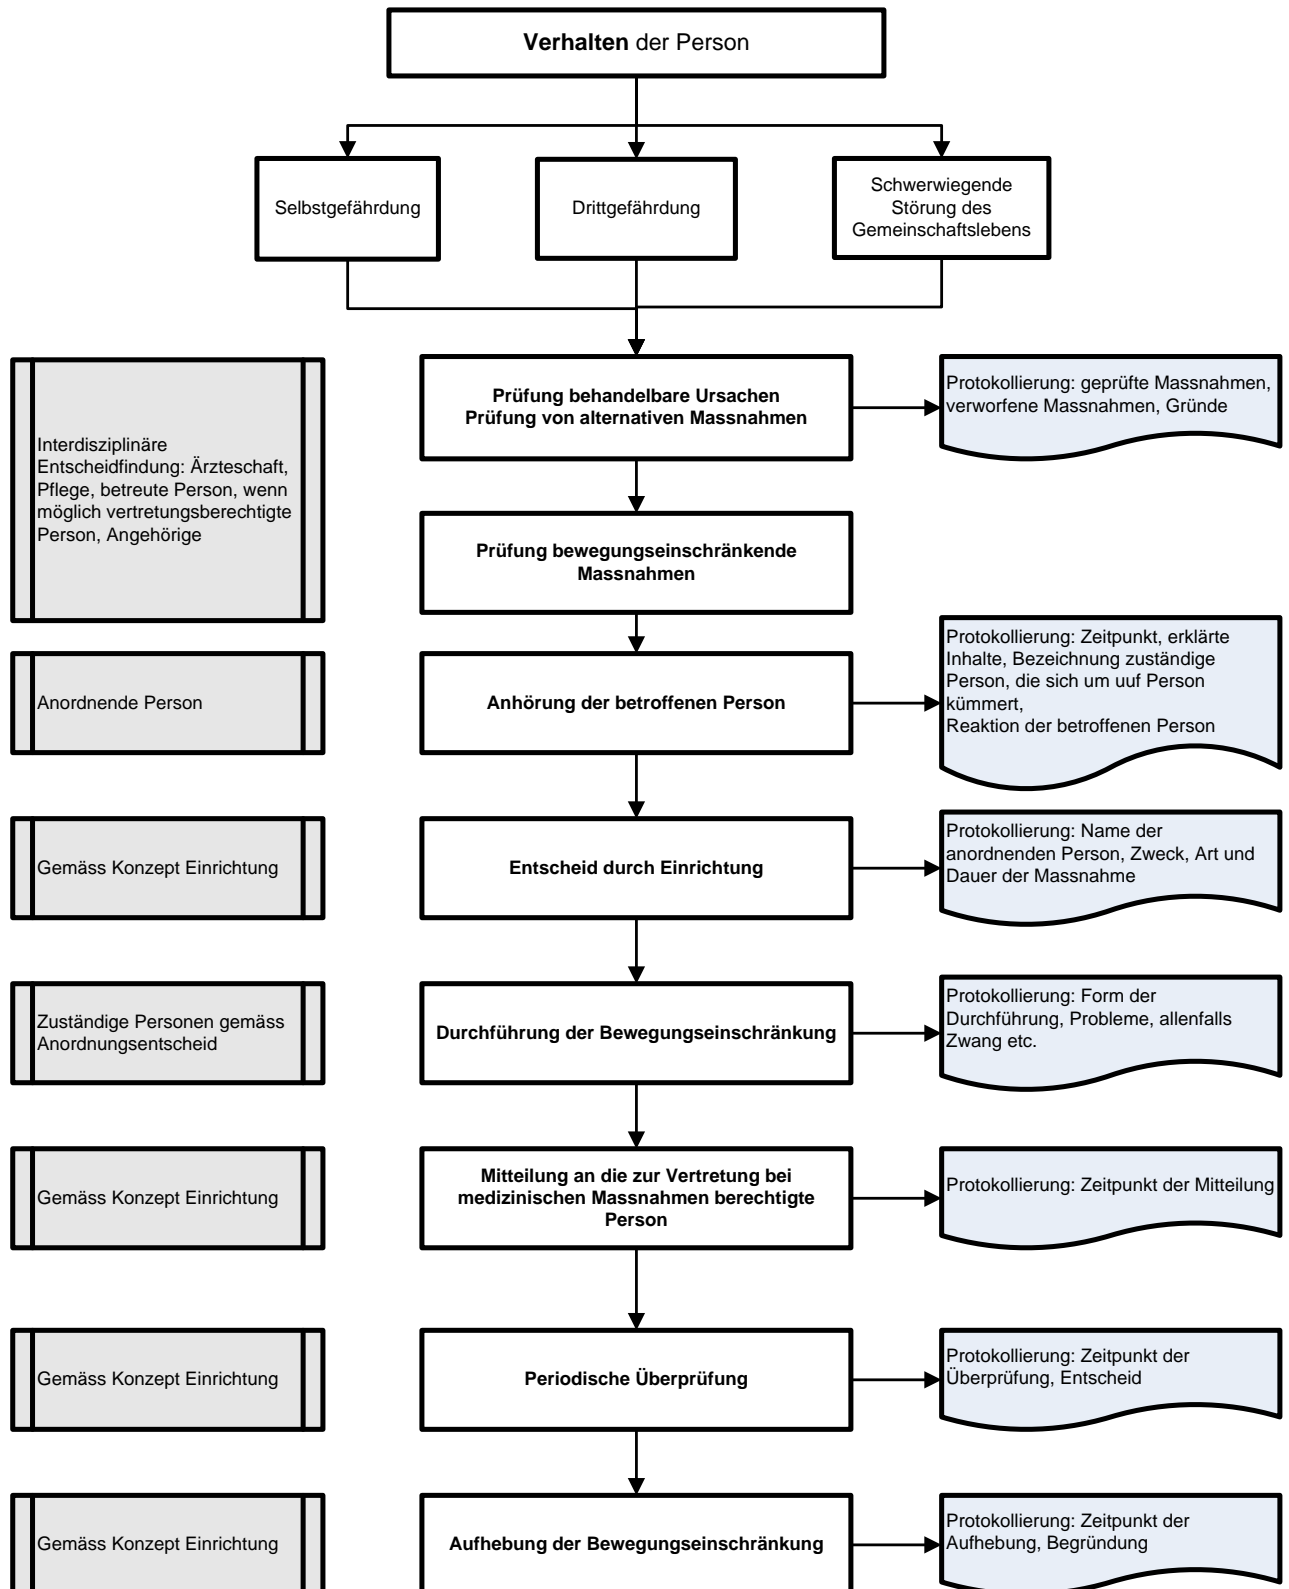 Verhalten der Person
Selbstgefährdung
Drittgefährdung
Schwerwiegende
Störung des
Gemeinschaftslebens
Interdisziplinäre
Entscheidfindung: Ärzteschaft,
Pflege, betreute Person, wenn
möglich vertretungsberechtigte
Person, Angehörige
Prüfung behandelbare Ursachen
Prüfung von alternativen Massnahmen
Protokollierung: geprüfte Massnahmen,
verworfene Massnahmen, Gründe
Prüfung bewegungseinschränkende
Massnahmen
Anordnende Person
Anhörung der betroffenen Person
Protokollierung: Zeitpunkt, erklärte
Inhalte, Bezeichnung zuständige
Person, die sich um uuf Person
kümmert,
Reaktion der betroffenen Person
Gemäss Konzept Einrichtung
Entscheid durch Einrichtung
Protokollierung: Name der
anordnenden Person, Zweck, Art und
Dauer der Massnahme
Zuständige Personen gemäss
Anordnungsentscheid
Durchführung der Bewegungseinschränkung
Protokollierung: Form der
Durchführung, Probleme, allenfalls
Zwang etc.
Gemäss Konzept Einrichtung
Mitteilung an die zur Vertretung bei
medizinischen Massnahmen berechtigte
Person
Protokollierung: Zeitpunkt der Mitteilung
Gemäss Konzept Einrichtung
Periodische Überprüfung
Protokollierung: Zeitpunkt der
Überprüfung, Entscheid
Gemäss Konzept Einrichtung
Aufhebung der Bewegungseinschränkung
Protokollierung: Zeitpunkt der
Aufhebung, Begründung